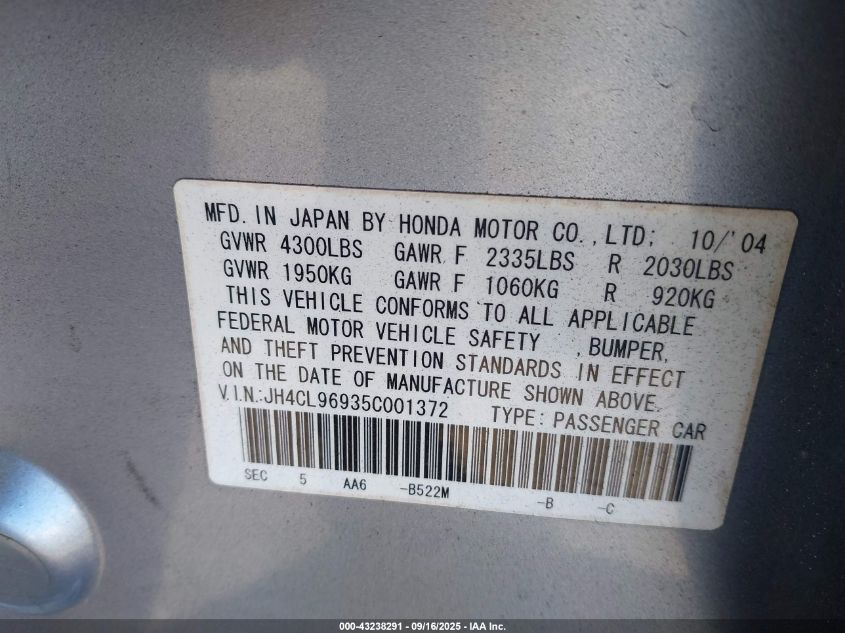 MFD. IN JAPAN BY HONDA MOTOR CO., LTD; 10/'04
GVWR 4300LBS GAWR F 2335LBS R 2030LBS
GVWR 1950KG GAWR F 1060KG R 920KG
THIS VEHICLE CONFORMS TO ALL APPLICABLE
FEDERAL MOTOR VEHICLE SAFETY , BUMPER,
AND THEFT PREVENTION STANDARDS IN EFFECT
ON THE DATE OF MANUFACTURE SHOWN ABOVE.
V.I.N.:JH4CL96935C001372 TYPE: PASSENGER CAR
SEC 5 AA6 -B522M -B -C
000-43238291 - 09/16/2025 - IAA Inc.